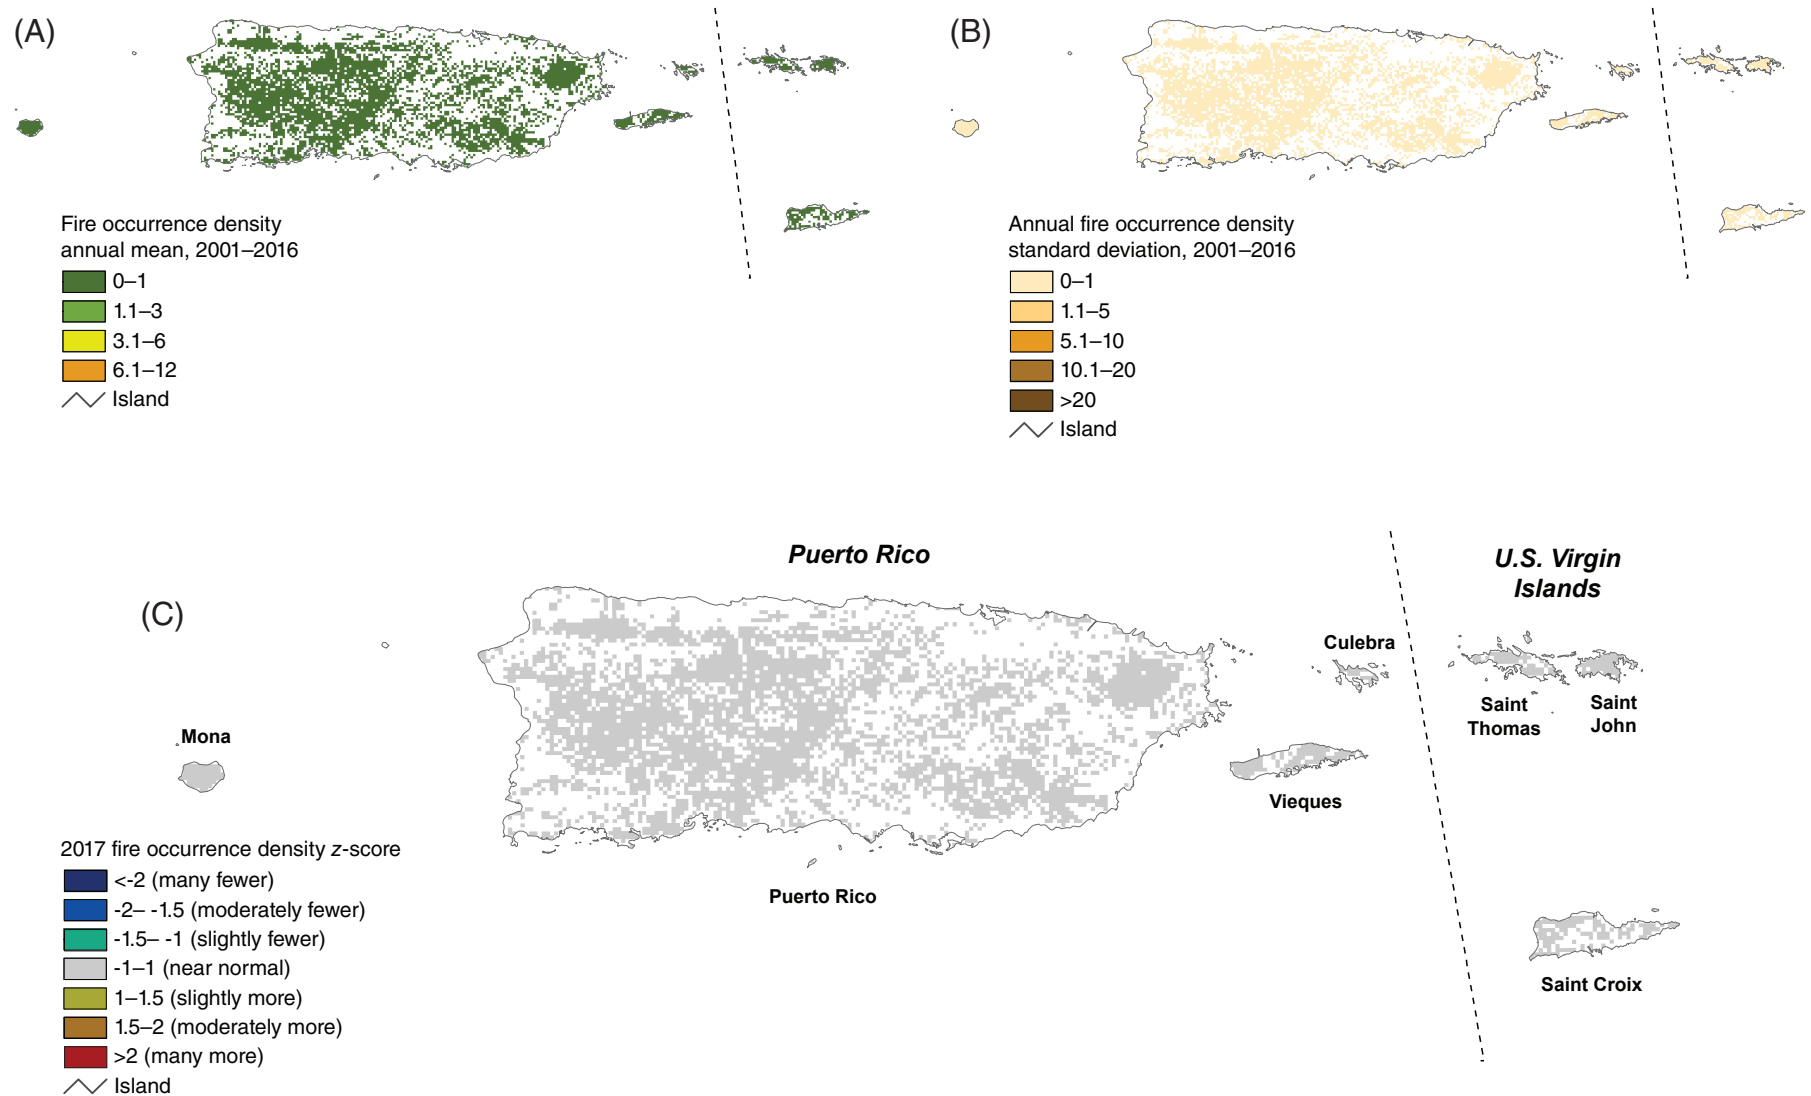 (A)
Fire occurrence density
annual mean, 2001–2016
0–1
1.1–3
3.1–6
6.1–12
Island
(B)
Annual fire occurrence density
standard deviation, 2001–2016
0–1
1.1–5
5.1–10
10.1–20
>20
Island
(C)
Puerto Rico
U.S. Virgin
Islands
Culebra
Mona
Saint
Thomas
Saint
John
Vieques
Puerto Rico
Saint Croix
2017 fire occurrence density z-score
<-2 (many fewer)
-2– -1.5 (moderately fewer)
-1.5– -1 (slightly fewer)
-1–1 (near normal)
1–1.5 (slightly more)
1.5–2 (moderately more)
>2 (many more)
Island